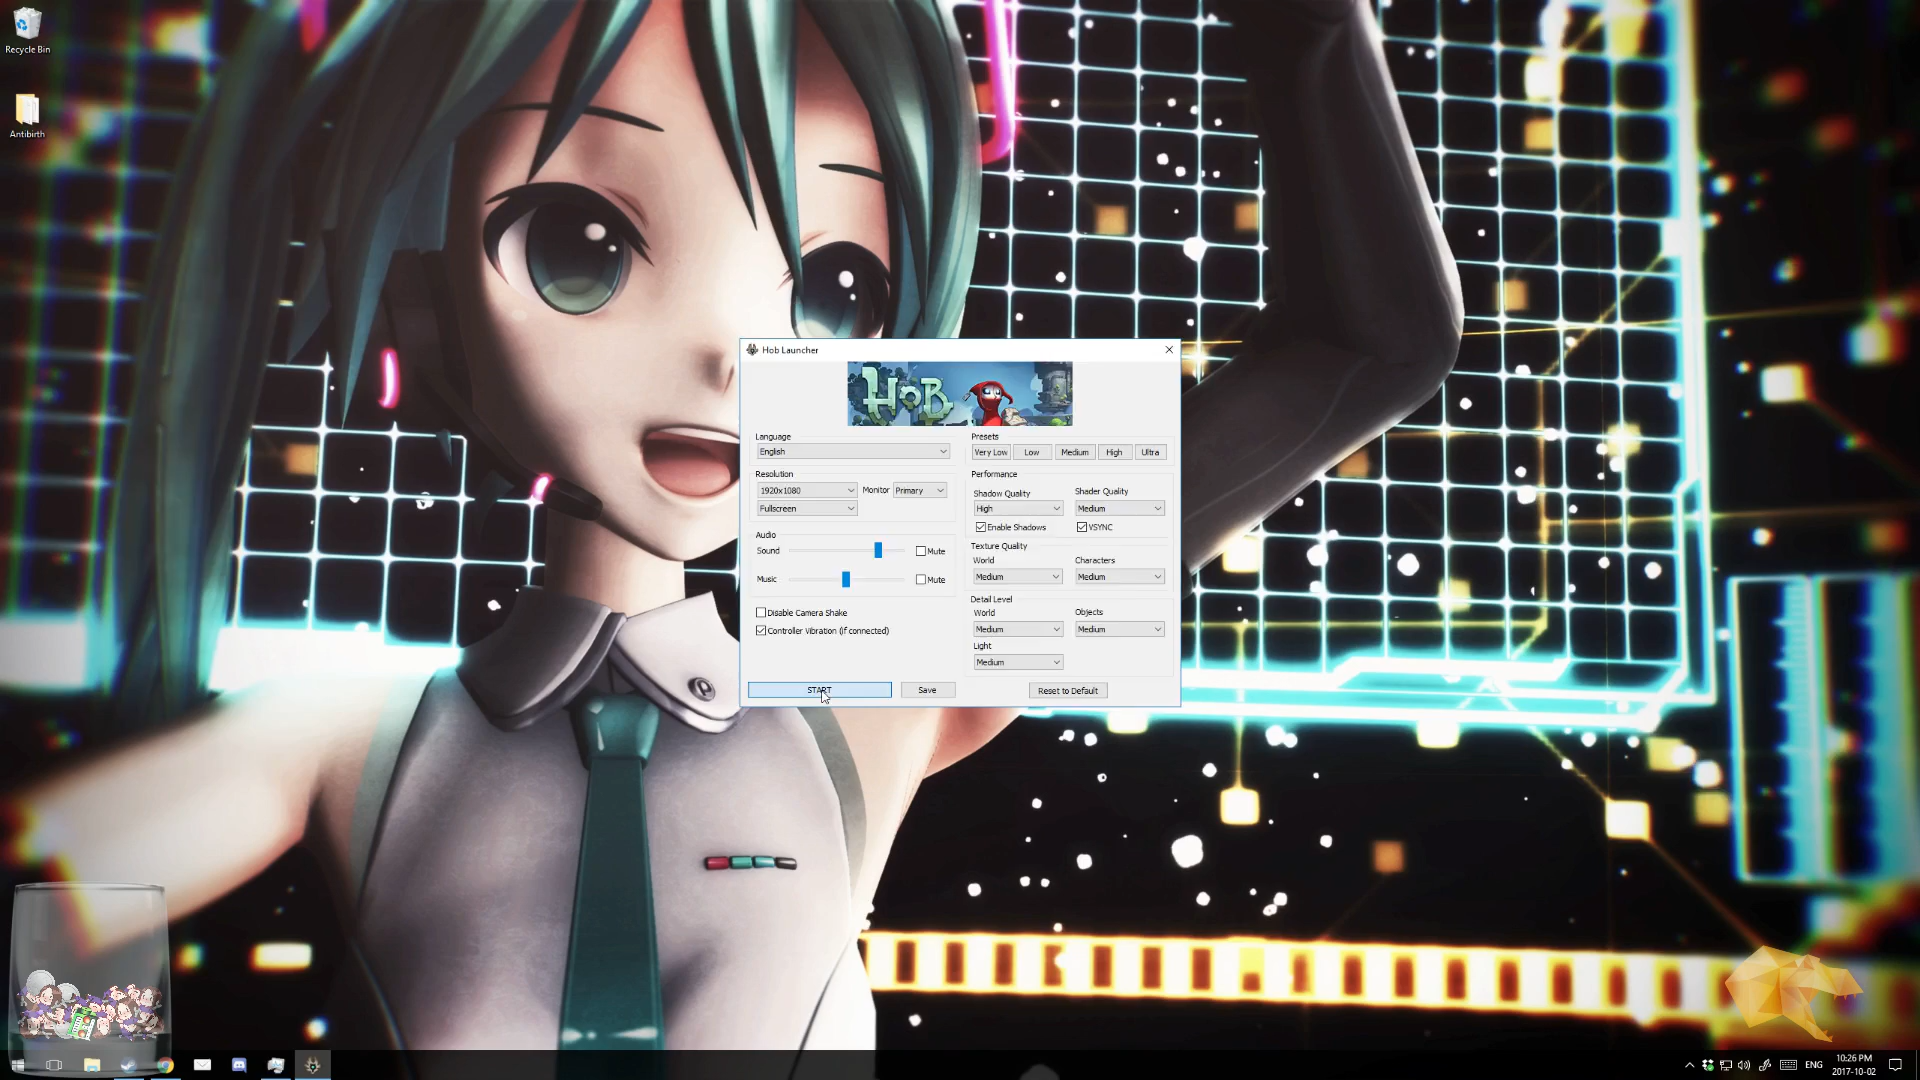 Recycle Bin
Antibirth
Hob Launcher
HOB
Language
English
Resolution
1920x1080
Monitor
Primary
Fullscreen
Audio
Sound
Mute
Music
Mute
Disable Camera Shake
Controller Vibration (if connected)
START
Save
Presets
Very Low
Low
Medium
High
Ultra
Performance
Shadow Quality
Shader Quality
High
Medium
Enable Shadows
VSYNC
Texture Quality
World
Characters
Medium
Medium
Detail Level
World
Objects
Medium
Medium
Light
Medium
Reset to Default
ENG
10:26 PM
2017-10-02